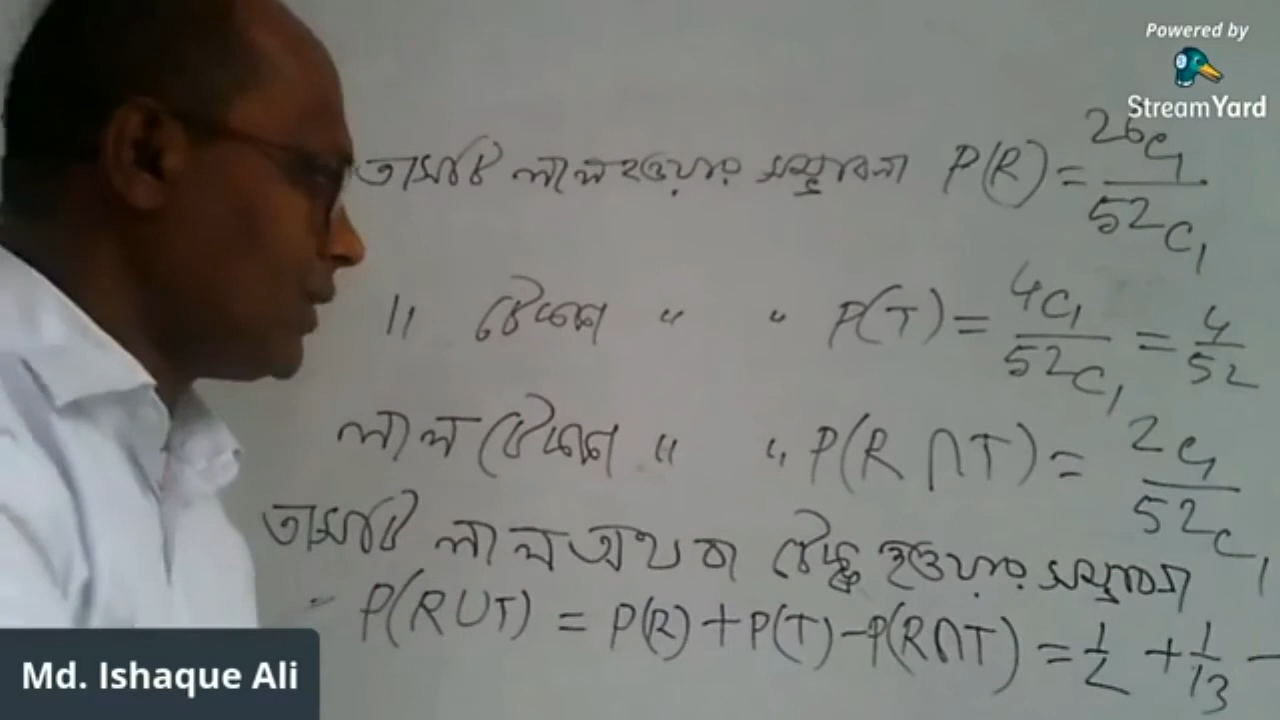 Powered by
StreamYard
তাসটি লাল হওয়ার সম্ভাবনা P(R) = 26C₁ / 52C₁
" টেক্কা " " P(T) = 4C₁ / 52C₁ = 4 / 52
লাল টেক্কা " " P(R ∩ T) = 2C₁ / 52C₁
তাসটি লাল অথবা টেক্কা হওয়ার সম্ভাবনা
P(R∪T) = P(R) + P(T) - P(R∩T) = 1/2 + 1/13 -
Md. Ishaque Ali